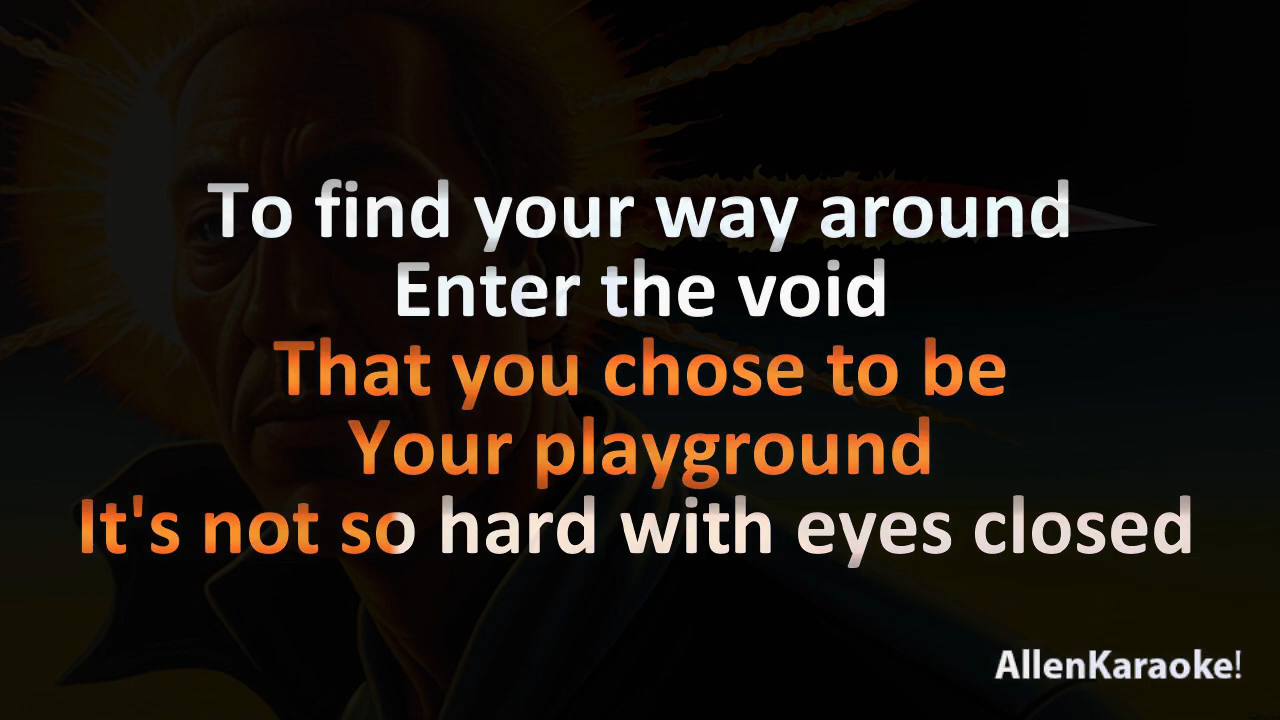 To find your way around
Enter the void
That you chose to be
Your playground
It's not so hard with eyes closed
AllenKaraoke!